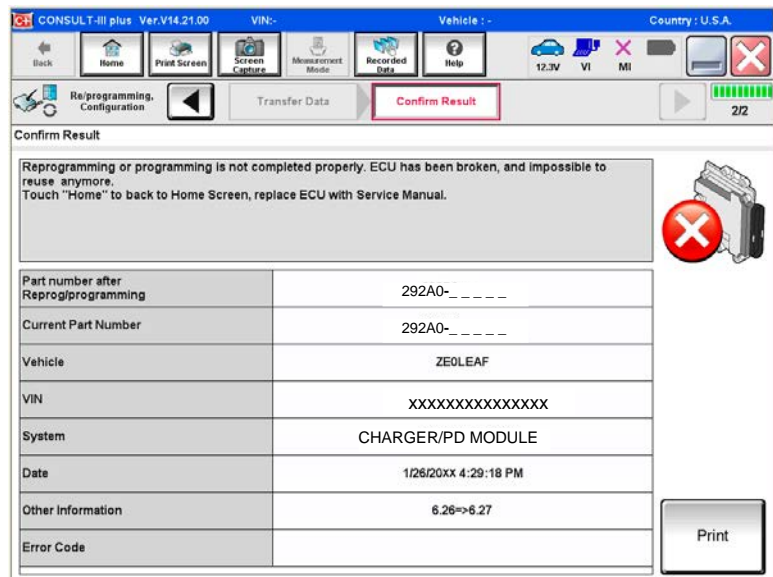 CONSULT-III plus Ver.V14.21.00 VIN:- Vehicle : - Country : U.S.A.
Back Home Print Screen Screen Capture Measurement Mode Recorded Data Help 12.3V VI MI
Re/programming, Configuration Transfer Data Confirm Result 2/2
Confirm Result
Reprogramming or programming is not completed properly. ECU has been broken, and impossible to
reuse anymore.
Touch "Home" to back to Home Screen, replace ECU with Service Manual.
Part number after
Reprog/programming 292A0-_ _ _ _ _
Current Part Number 292A0-_ _ _ _ _
Vehicle ZE0LEAF
VIN XXXXXXXXXXXXXXX
System CHARGER/PD MODULE
Date 1/26/20XX 4:29:18 PM
Other Information 6.26=>6.27
Error Code
Print